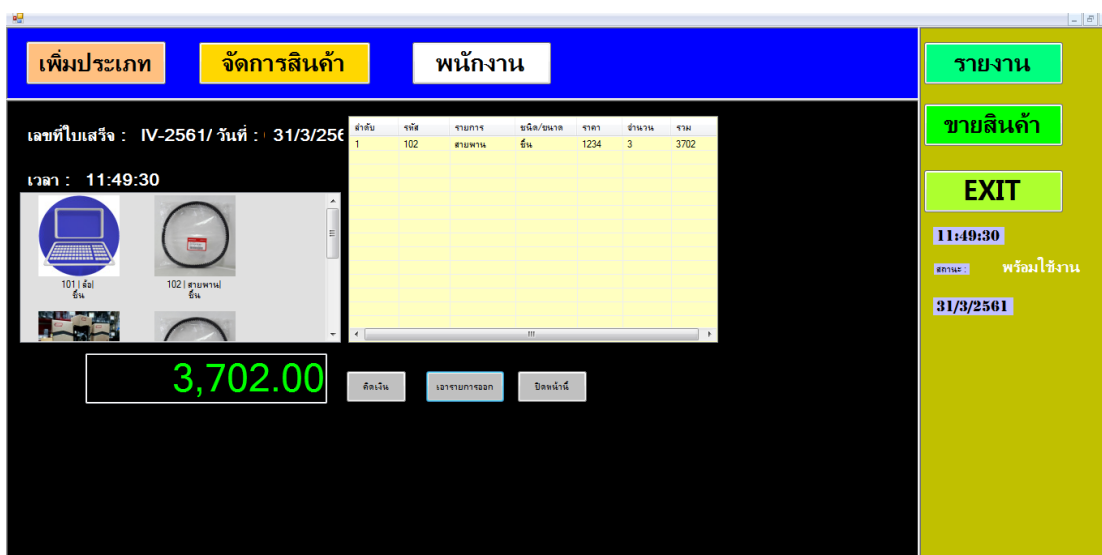 เพิ่มประเภท จัดการสินค้า พนักงาน รายงาน
ขายสินค้า
EXIT
11:49:30
สถานะ : พร้อมใช้งาน
31/3/2561
เลขที่ใบเสร็จ : IV-2561/ วันที่ : 31/3/256
เวลา : 11:49:30
ลำดับ รหัส รายการ ชนิด/ขนาด ราคา จำนวน รวม
1 102 สายพาน ชิ้น 1234 3 3702
101 | ล้อ| ชิ้น
102 | สายพาน| ชิ้น
3,702.00
คิดเงิน เอารายการออก ปิดหน้านี้